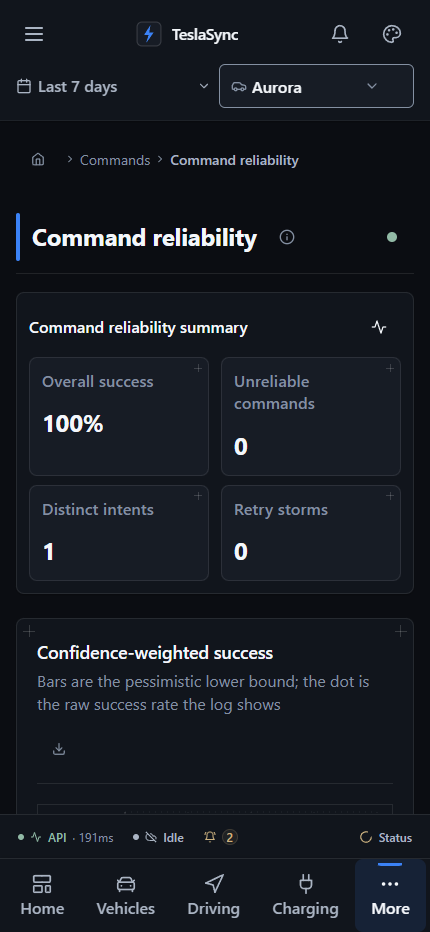 TeslaSync
Last 7 days
Aurora
Commands
Command reliability
Command reliability
Command reliability summary
Overall success
100%
Unreliable
commands
0
Distinct intents
1
Retry storms
0
Confidence-weighted success
Bars are the pessimistic lower bound; the dot is
the raw success rate the log shows
API · 191ms
Idle
2
Status
Home
Vehicles
Driving
Charging
More